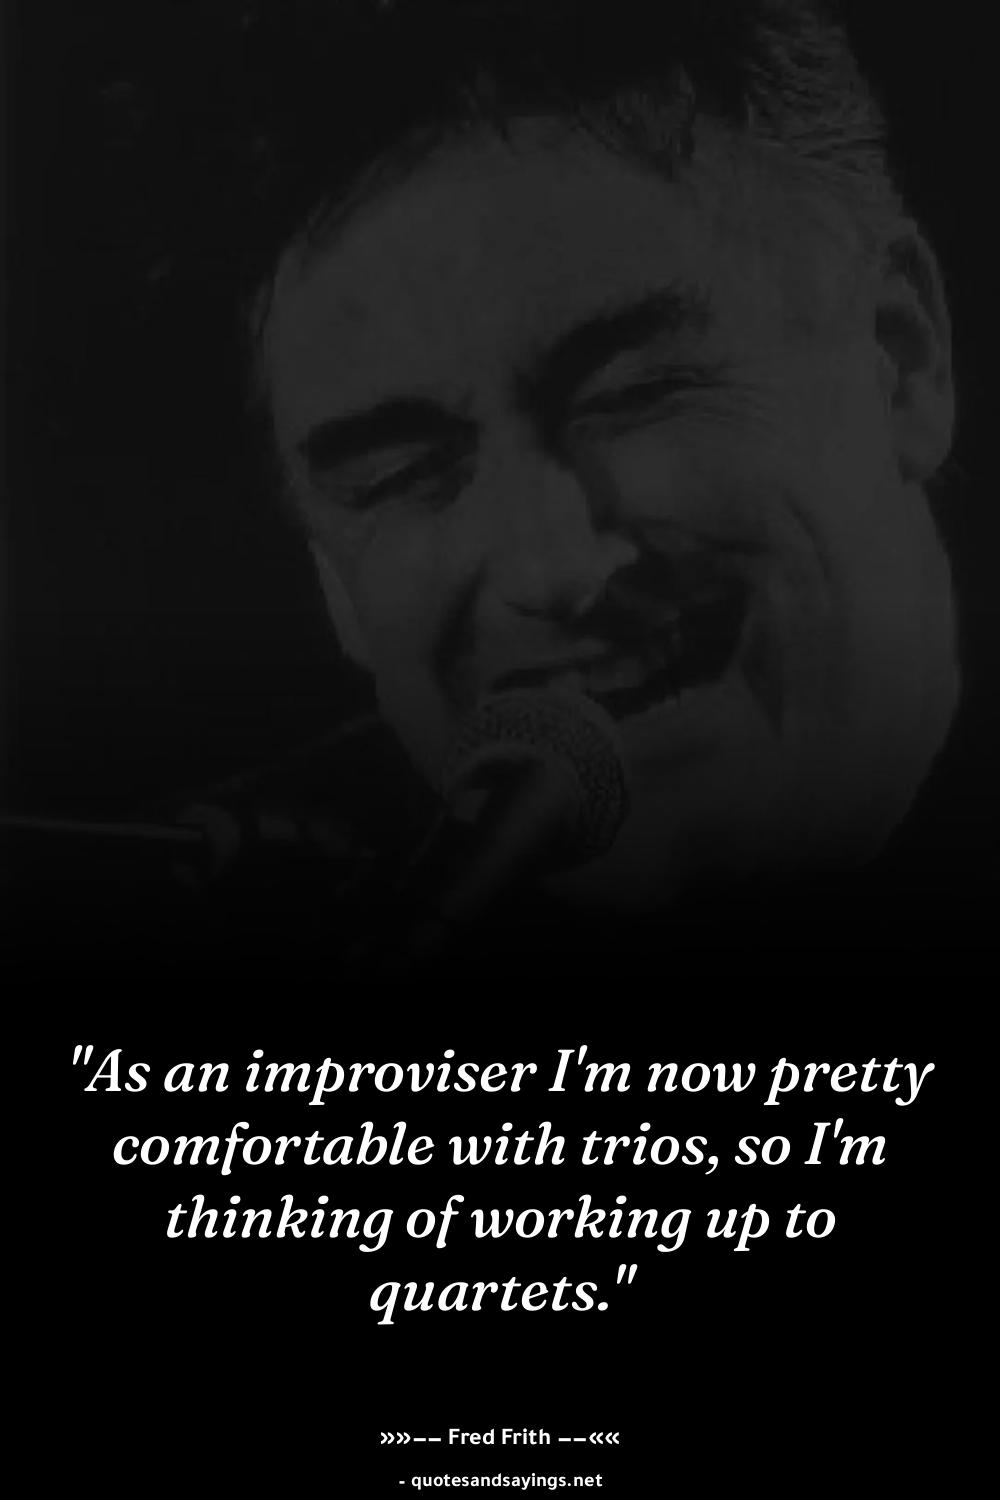 "As an improviser I'm now pretty
comfortable with trios, so I'm
thinking of working up to
quartets."
»»−− Fred Frith −−««
- quotesandsayings.net